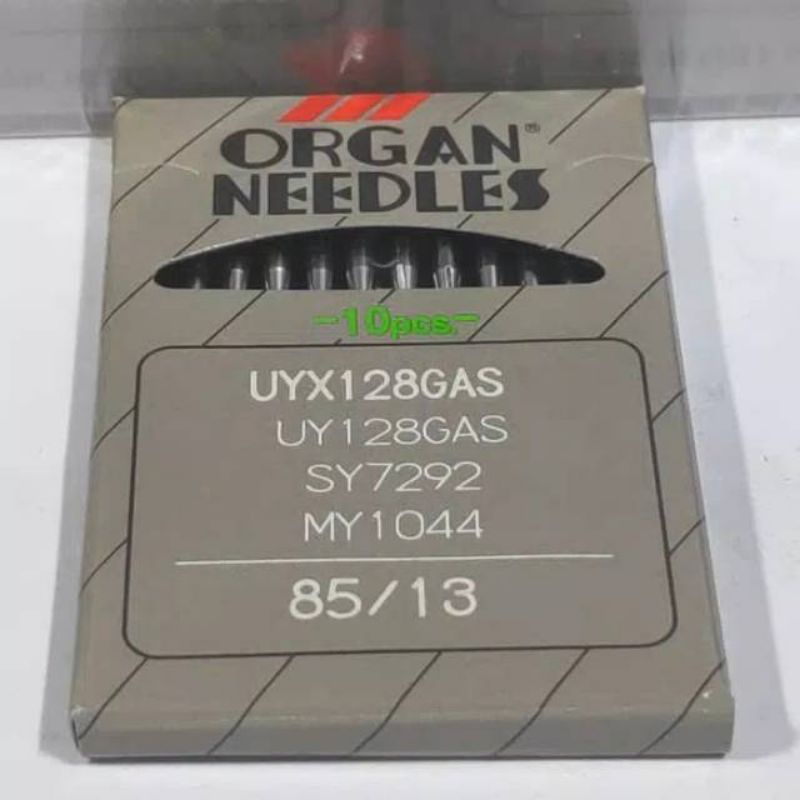 ORGAN®
NEEDLES
-10pcs.-
UYX128GAS
UY128GAS
SY7292
MY1044
85/13